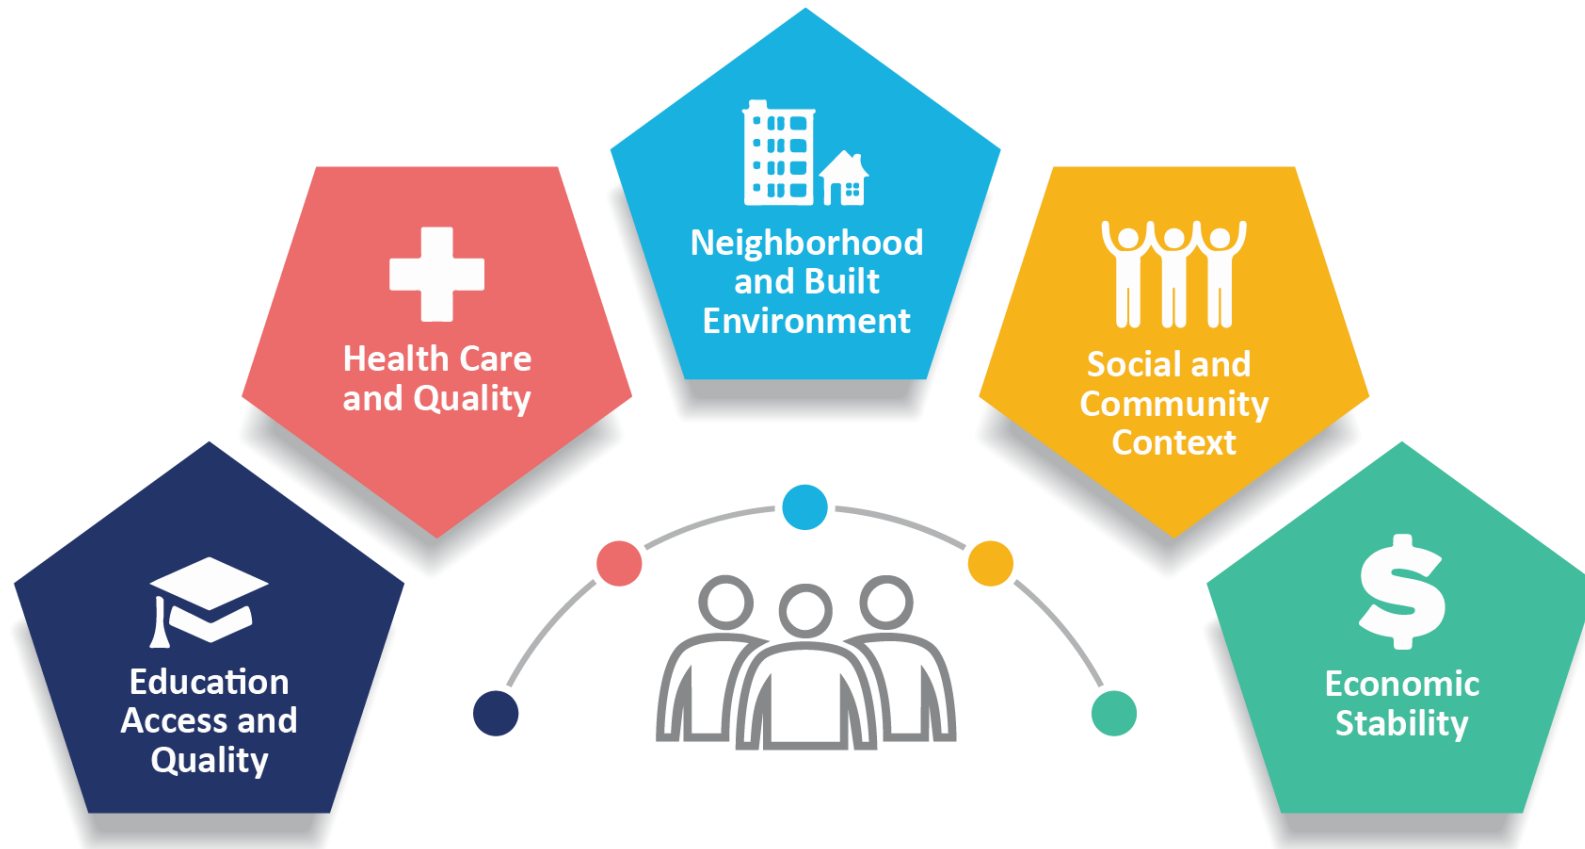 Neighborhood
and Built
Environment
Health Care
and Quality
Social and
Community
Context
Education
Access and
Quality
Economic
Stability